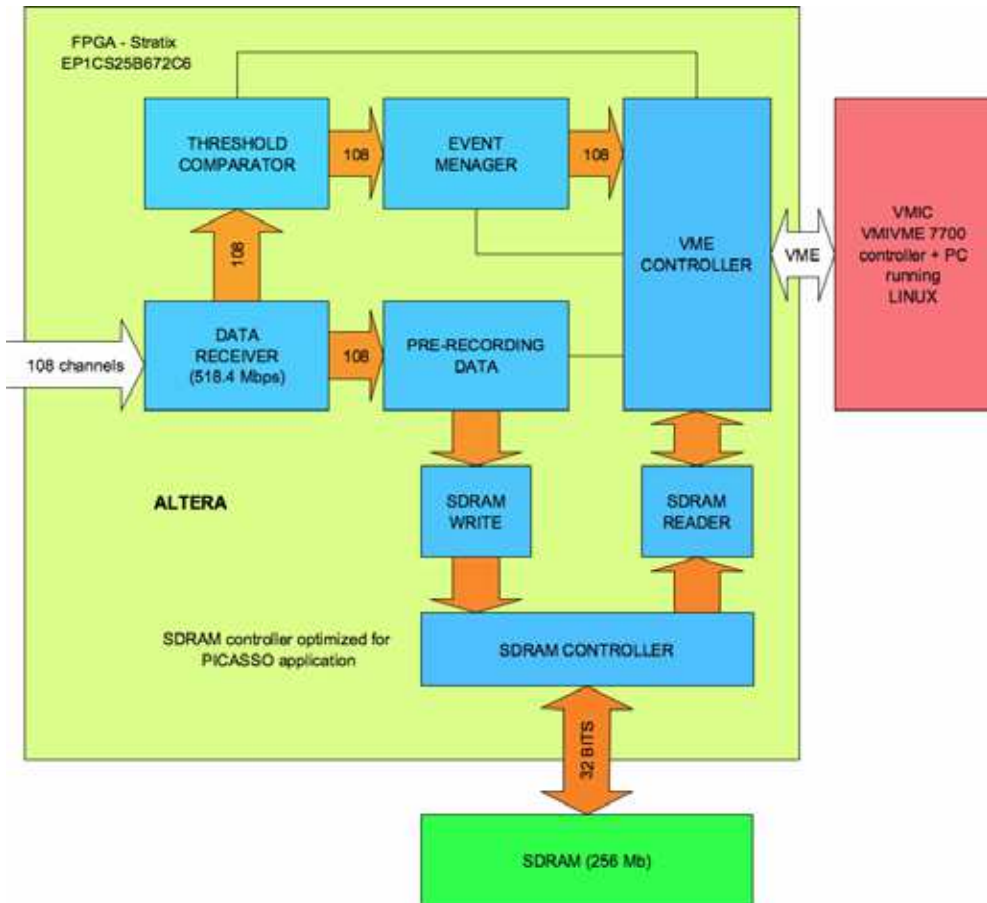 FPGA - Stratix
EP1CS25B672C6
THRESHOLD
COMPARATOR
108
EVENT
MENAGER
108
VME
CONTROLLER
VME
VMIC
VMIVME 7700
controller + PC
running
LINUX
108
108 channels
DATA
RECEIVER
(518.4 Mbps)
108
PRE-RECORDING
DATA
ALTERA
SDRAM
WRITE
SDRAM
READER
SDRAM controller optimized for
PICASSO application
SDRAM CONTROLLER
32 BITS
SDRAM (256 Mb)